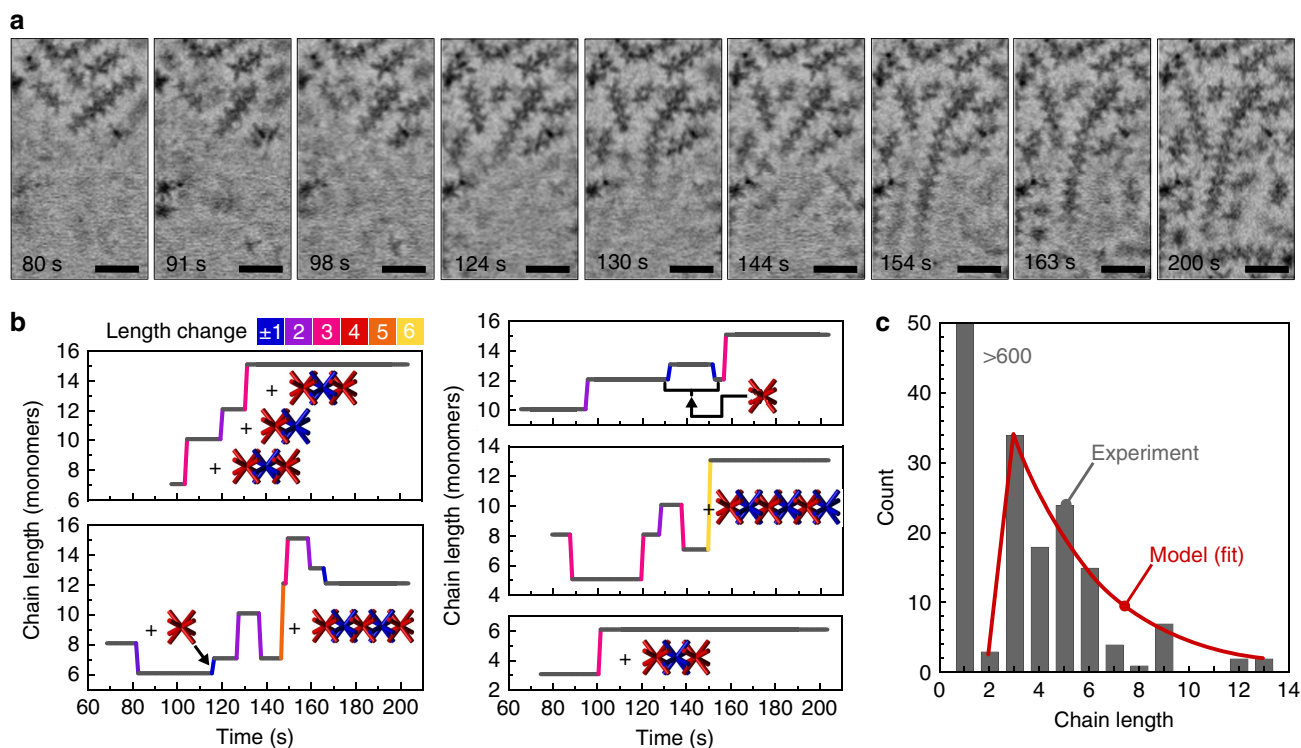 a
80 s
91 s
98 s
124 s
130 s
144 s
154 s
163 s
200 s
b
Length change ±1 2 3 4 5 6
Chain length (monomers)
16
14
12
10
8
6
+
+
+
16
14
12
10
8
6
+
+
60 80 100 120 140 160 180 200
Time (s)
Chain length (monomers)
16
14
12
10
14
12
10
8
6
4
+
6
4
2
+
60 80 100 120 140 160 180 200
Time (s)
c
50
40
30
20
10
0
Count
>600
Experiment
Model (fit)
0 2 4 6 8 10 12 14
Chain length